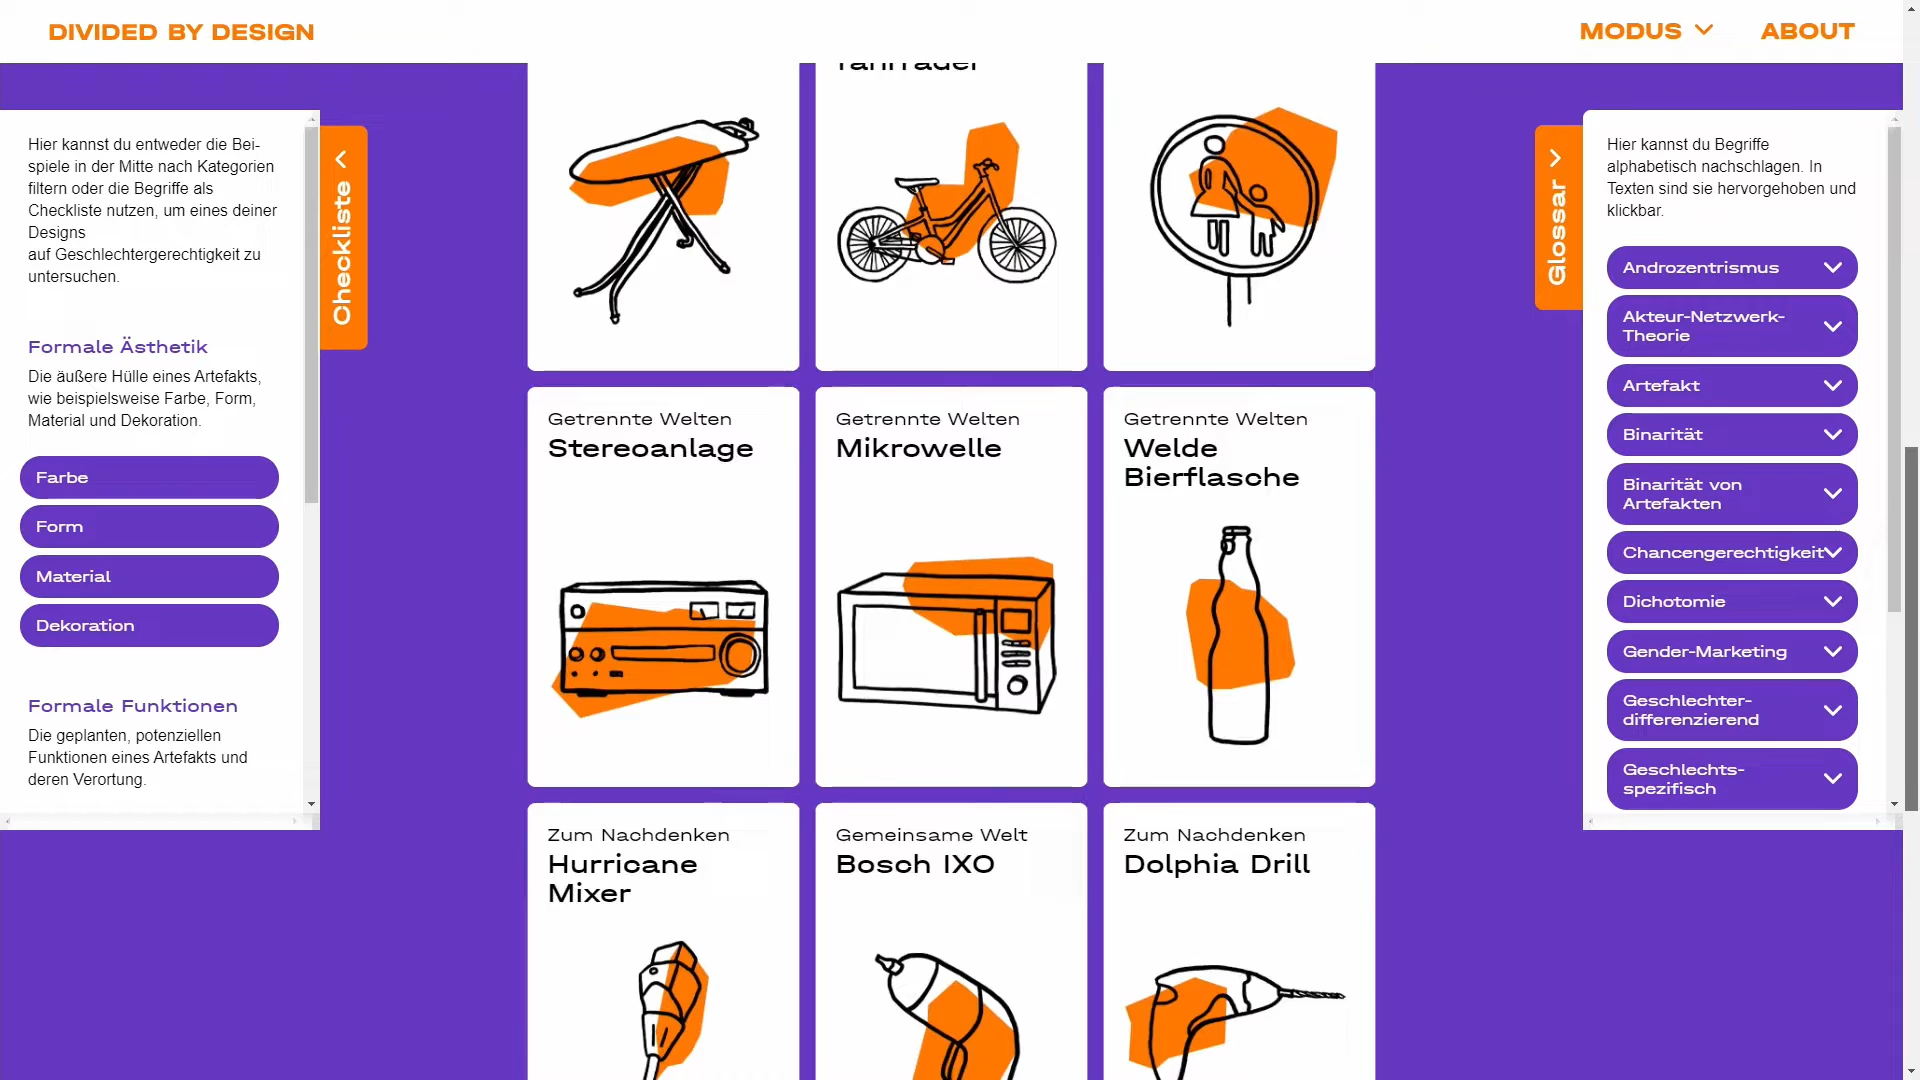 DIVIDED BY DESIGN
MODUS
ABOUT
Hier kannst du entweder die Bei-
spiele in der Mitte nach Kategorien
filtern oder die Begriffe als
Checkliste nutzen, um eines deiner
Designs
auf Geschlechtergerechtigkeit zu
untersuchen.
Formale Ästhetik
Die äußere Hülle eines Artefakts,
wie beispielsweise Farbe, Form,
Material und Dekoration.
Farbe
Form
Material
Dekoration
Formale Funktionen
Die geplanten, potenziellen
Funktionen eines Artefakts und
deren Verortung.
Checkliste
Getrennte Welten
Stereoanlage
Getrennte Welten
Mikrowelle
Getrennte Welten
Welde
Bierflasche
Zum Nachdenken
Hurricane
Mixer
Gemeinsame Welt
Bosch IXO
Zum Nachdenken
Dolphia Drill
Glossar
Hier kannst du Begriffe
alphabetisch nachschlagen. In
Texten sind sie hervorgehoben und
klickbar.
Androzentrismus
Akteur-Netzwerk-
Theorie
Artefakt
Binarität
Binarität von
Artefakten
Chancengerechtigkeit
Dichotomie
Gender-Marketing
Geschlechter-
differenzierend
Geschlechts-
spezifisch